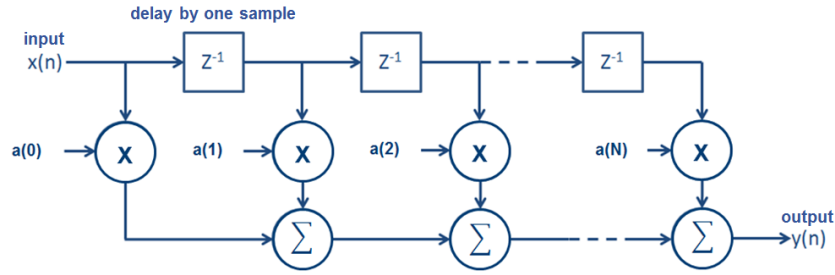 delay by one sample
input
x(n)
Z⁻¹
Z⁻¹
Z⁻¹
a(0)
X
a(1)
X
a(2)
X
a(N)
X
Σ
Σ
Σ
output
y(n)